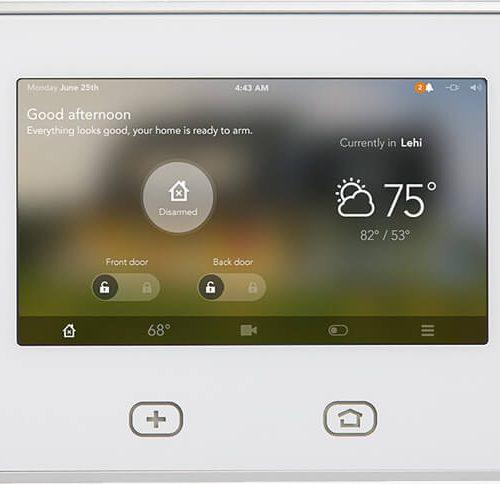 Monday June 25th
4:43 AM
2
Good afternoon
Everything looks good, your home is ready to arm.
Currently in Lehi
75°
82° / 53°
Disarmed
Front door
Back door
68°